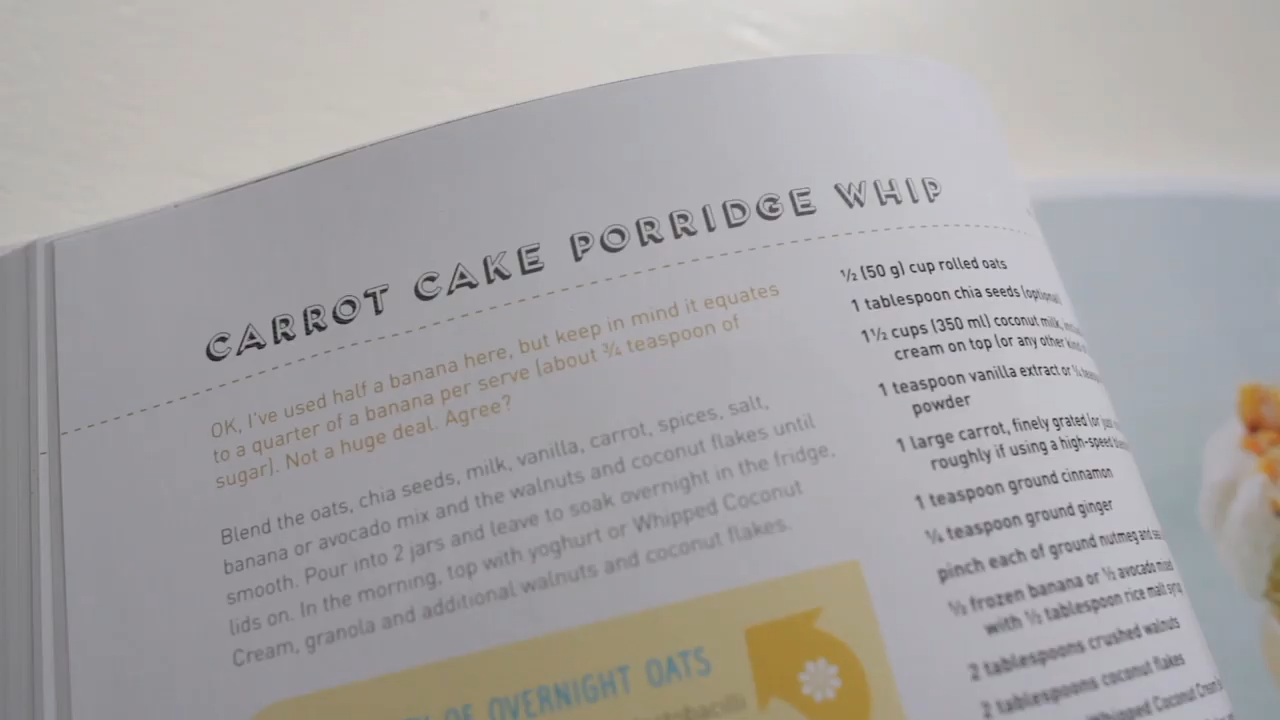 CARROT CAKE PORRIDGE WHIP
OK, I've used half a banana here, but keep in mind it equates
to a quarter of a banana per serve (about ¾ teaspoon of
sugar). Not a huge deal. Agree?
Blend the oats, chia seeds, milk, vanilla, carrot, spices, salt,
banana or avocado mix and the walnuts and coconut flakes until
smooth. Pour into 2 jars and leave to soak overnight in the fridge,
lids on. In the morning, top with yoghurt or Whipped Coconut
Cream, granola and additional walnuts and coconut flakes.
OF OVERNIGHT OATS
½ (50 g) cup rolled oats
1 tablespoon chia seeds (optional
1½ cups (350 ml) coconut milk,
cream on top (or any other kind
1 teaspoon vanilla extract or
powder
1 large carrot, finely grated (or
roughly if using a high-speed
1 teaspoon ground cinnamon
teaspoon ground ginger
pinch each of ground nutmeg and
½ frozen banana or ½ avocado mixed
with ½ tablespoon rice malt syrup
2 tablespoons crushed walnuts
2 tablespoons coconut flakes
Whipped Coconut Cream